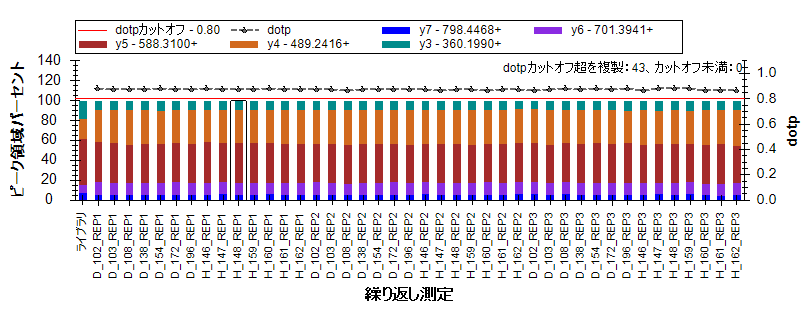 dotpカットオフ - 0.80
dotp
y7 - 798.4468+
y6 - 701.3941+
y5 - 588.3100+
y4 - 489.2416+
y3 - 360.1990+
dotpカットオフ超を複製: 43、カットオフ未満: 0
ピーク領域パーセント
140
120
100
80
60
40
20
0
1.0
0.8
0.6
0.4
0.2
0.0
dotp
ライブラリ
D_102_REP1
D_103_REP1
D_108_REP1
D_138_REP1
D_154_REP1
D_172_REP1
D_196_REP1
H_146_REP1
H_147_REP1
H_148_REP1
H_159_REP1
H_160_REP1
H_161_REP1
H_162_REP1
D_102_REP2
D_103_REP2
D_108_REP2
D_138_REP2
D_154_REP2
D_172_REP2
D_196_REP2
H_146_REP2
H_147_REP2
H_148_REP2
H_159_REP2
H_160_REP2
H_161_REP2
H_162_REP2
D_102_REP3
D_103_REP3
D_108_REP3
D_138_REP3
D_154_REP3
D_172_REP3
D_196_REP3
H_146_REP3
H_147_REP3
H_148_REP3
H_159_REP3
H_160_REP3
H_161_REP3
H_162_REP3
繰り返し測定